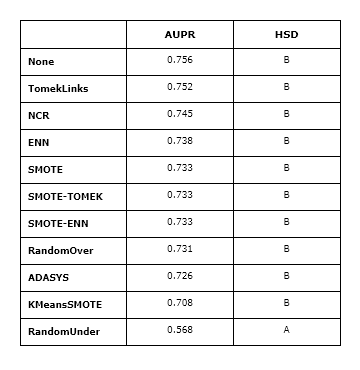 AUPR HSD
None 0.756 B
TomekLinks 0.752 B
NCR 0.745 B
ENN 0.738 B
SMOTE 0.733 B
SMOTE-TOMEK 0.733 B
SMOTE-ENN 0.733 B
RandomOver 0.731 B
ADASYS 0.726 B
KMeansSMOTE 0.708 B
RandomUnder 0.568 A